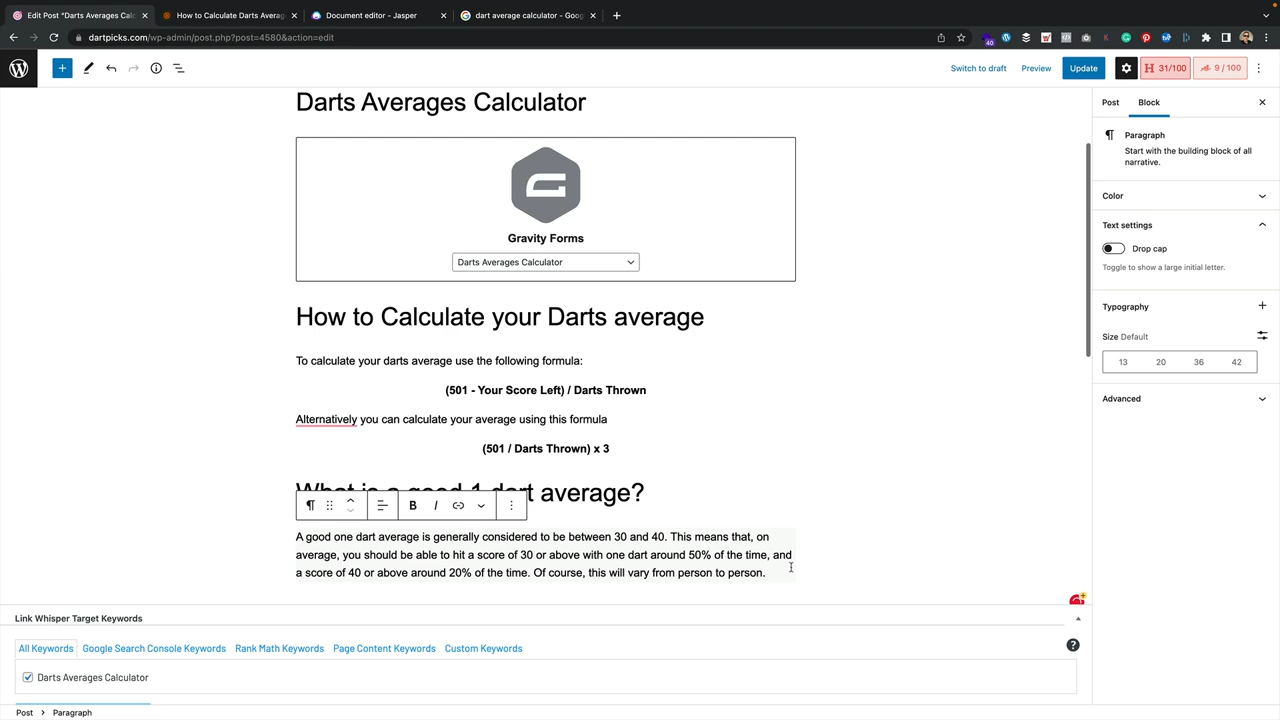 Edit Post “Darts Averages Calc
How to Calculate Darts Averag
Document editor - Jasper
dart average calculator - Goog
dartpicks.com/wp-admin/post.php?post=4580&action=edit
40
Switch to draft
Preview
Update
31/100
9 / 100
Darts Averages Calculator
Gravity Forms
Darts Averages Calculator
How to Calculate your Darts average
To calculate your darts average use the following formula:
(501 - Your Score Left) / Darts Thrown
Alternatively you can calculate your average using this formula
(501 / Darts Thrown) x 3
What is a good 1 dart average?
B I
A good one dart average is generally considered to be between 30 and 40. This means that, on
average, you should be able to hit a score of 30 or above with one dart around 50% of the time, and
a score of 40 or above around 20% of the time. Of course, this will vary from person to person.
Post
Block
Paragraph
Start with the building block of all
narrative.
Color
Text settings
Drop cap
Toggle to show a large initial letter.
Typography
Size Default
13 20 36 42
Advanced
Link Whisper Target Keywords
All Keywords
Google Search Console Keywords
Rank Math Keywords
Page Content Keywords
Custom Keywords
Darts Averages Calculator
Post > Paragraph